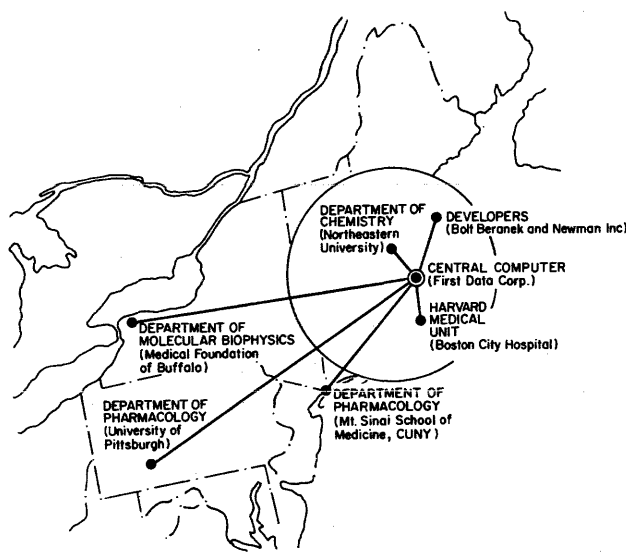 DEPARTMENT OF
CHEMISTRY
(Northeastern
University)
DEVELOPERS
(Bolt Beranek and Newman Inc)
CENTRAL COMPUTER
(First Data Corp.)
HARVARD
MEDICAL
UNIT
(Boston City Hospital)
DEPARTMENT OF
MOLECULAR BIOPHYSICS
(Medical Foundation
of Buffalo)
DEPARTMENT OF
PHARMACOLOGY
(University of
Pittsburgh)
DEPARTMENT OF
PHARMACOLOGY
(Mt. Sinai School of
Medicine, CUNY)